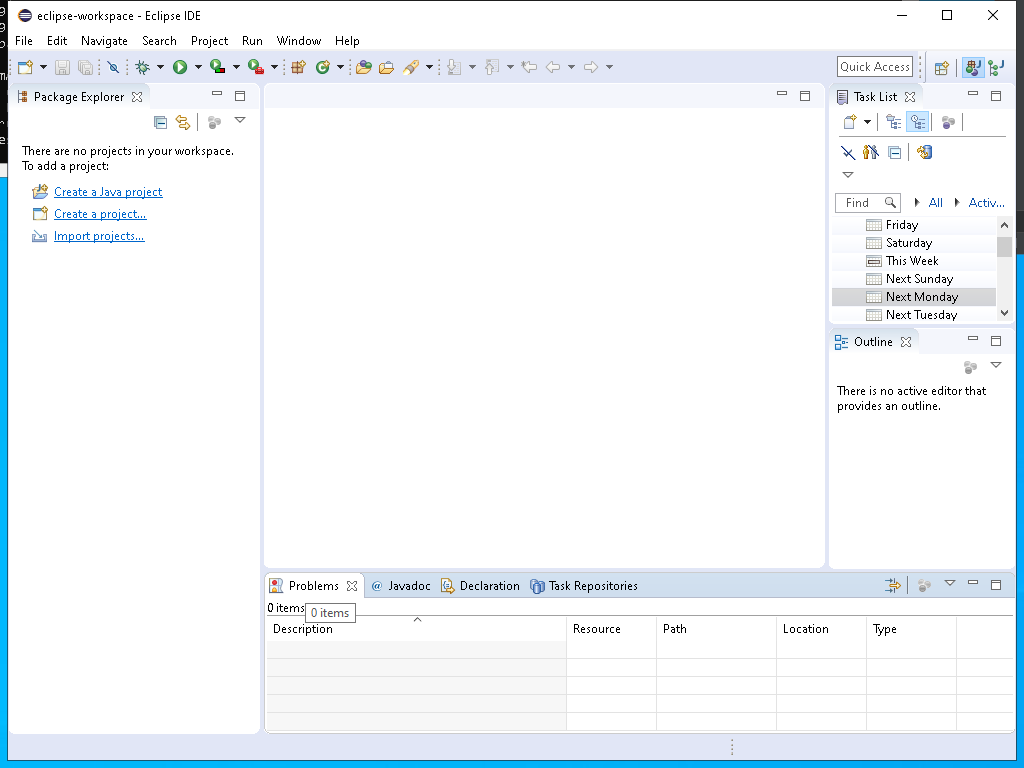 eclipse-workspace - Eclipse IDE
File Edit Navigate Search Project Run Window Help
Quick Access
Package Explorer
There are no projects in your workspace.
To add a project:
Create a Java project
Create a project...
Import projects...
Task List
Find
All
Activ...
Friday
Saturday
This Week
Next Sunday
Next Monday
Next Tuesday
Outline
There is no active editor that
provides an outline.
Problems @ Javadoc Declaration Task Repositories
0 items
0 items
Description Resource Path Location Type